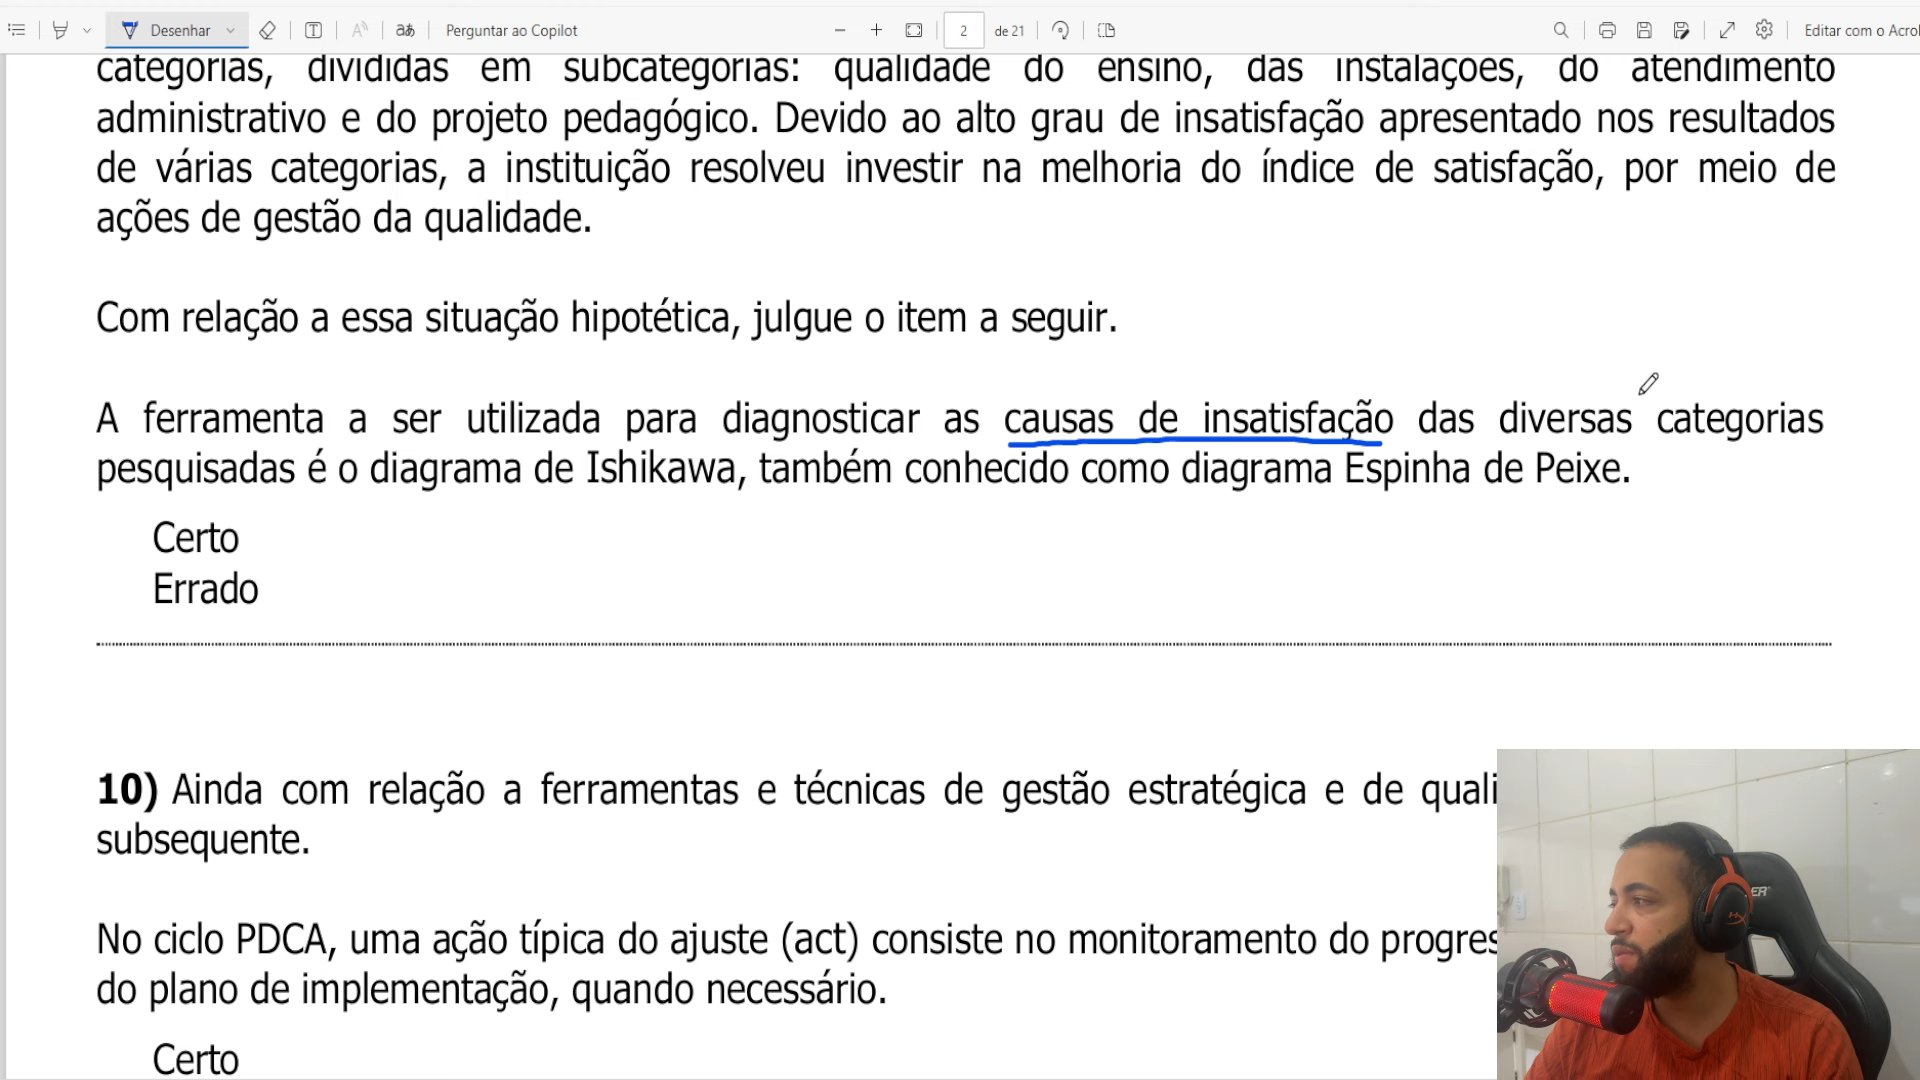 Desenhar
Perguntar ao Copilot
2 de 21
Editar com o Acro
categorias, divididas em subcategorias: qualidade do ensino, das instalações, do atendimento
administrativo e do projeto pedagógico. Devido ao alto grau de insatisfação apresentado nos resultados
de várias categorias, a instituição resolveu investir na melhoria do índice de satisfação, por meio de
ações de gestão da qualidade.
Com relação a essa situação hipotética, julgue o item a seguir.
A ferramenta a ser utilizada para diagnosticar as causas de insatisfação das diversas categorias
pesquisadas é o diagrama de Ishikawa, também conhecido como diagrama Espinha de Peixe.
Certo
Errado
10) Ainda com relação a ferramentas e técnicas de gestão estratégica e de quali
subsequente.
No ciclo PDCA, uma ação típica do ajuste (act) consiste no monitoramento do progres
do plano de implementação, quando necessário.
Certo